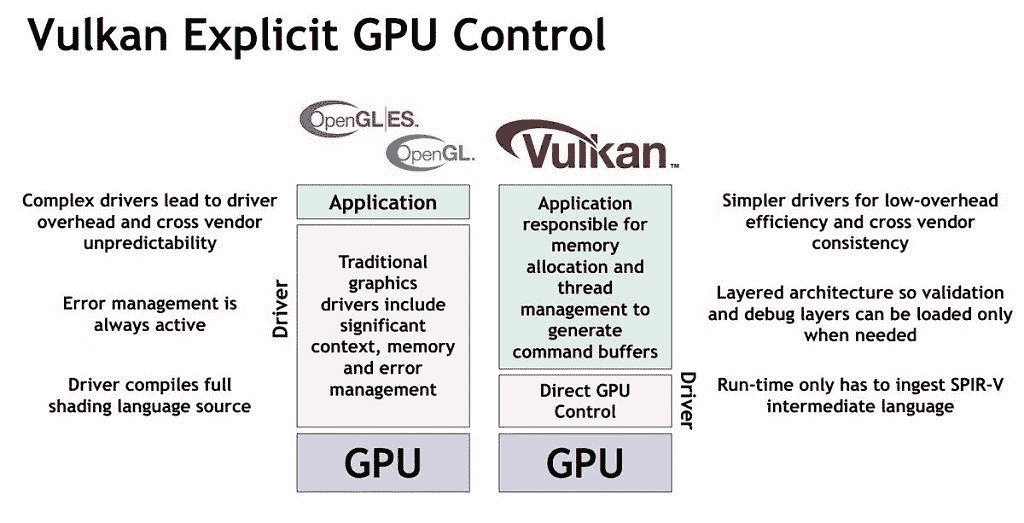 Vulkan Explicit GPU Control
OpenGL|ES™
OpenGL.
Vulkan™
Complex drivers lead to driver
overhead and cross vendor
unpredictability
Error management is
always active
Driver compiles full
shading language source
Driver
Application
Traditional
graphics
drivers include
significant
context, memory
and error
management
GPU
Application
responsible for
memory
allocation and
thread
management to
generate
command buffers
Direct GPU
Control
GPU
Driver
Simpler drivers for low-overhead
efficiency and cross vendor
consistency
Layered architecture so validation
and debug layers can be loaded only
when needed
Run-time only has to ingest SPIR-V
intermediate language